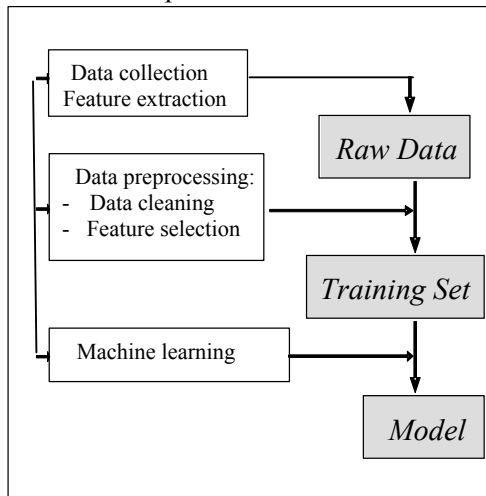 Data collection
Feature extraction
Raw Data
Data preprocessing:
- Data cleaning
- Feature selection
Training Set
Machine learning
Model